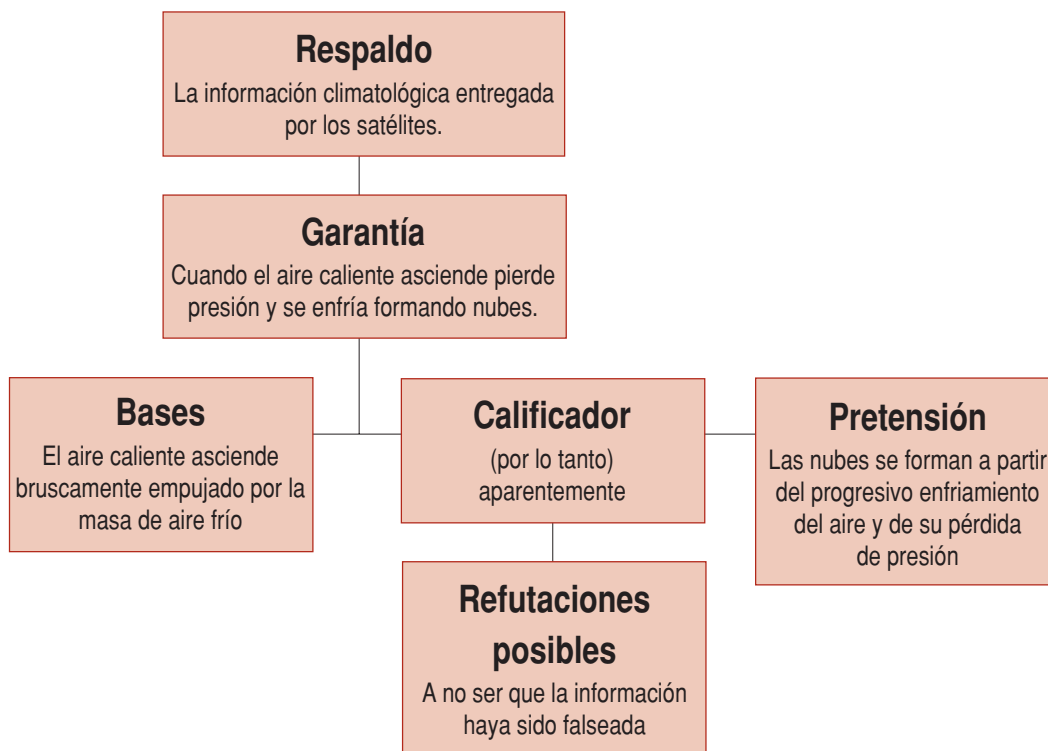 Respaldo
La información climatológica entregada
por los satélites.
Garantía
Cuando el aire caliente asciende pierde
presión y se enfría formando nubes.
Bases
El aire caliente asciende
bruscamente empujado por la
masa de aire frío
Calificador
(por lo tanto)
aparentemente
Pretensión
Las nubes se forman a partir
del progresivo enfriamiento
del aire y de su pérdida
de presión
Refutaciones
posibles
A no ser que la información
haya sido falseada